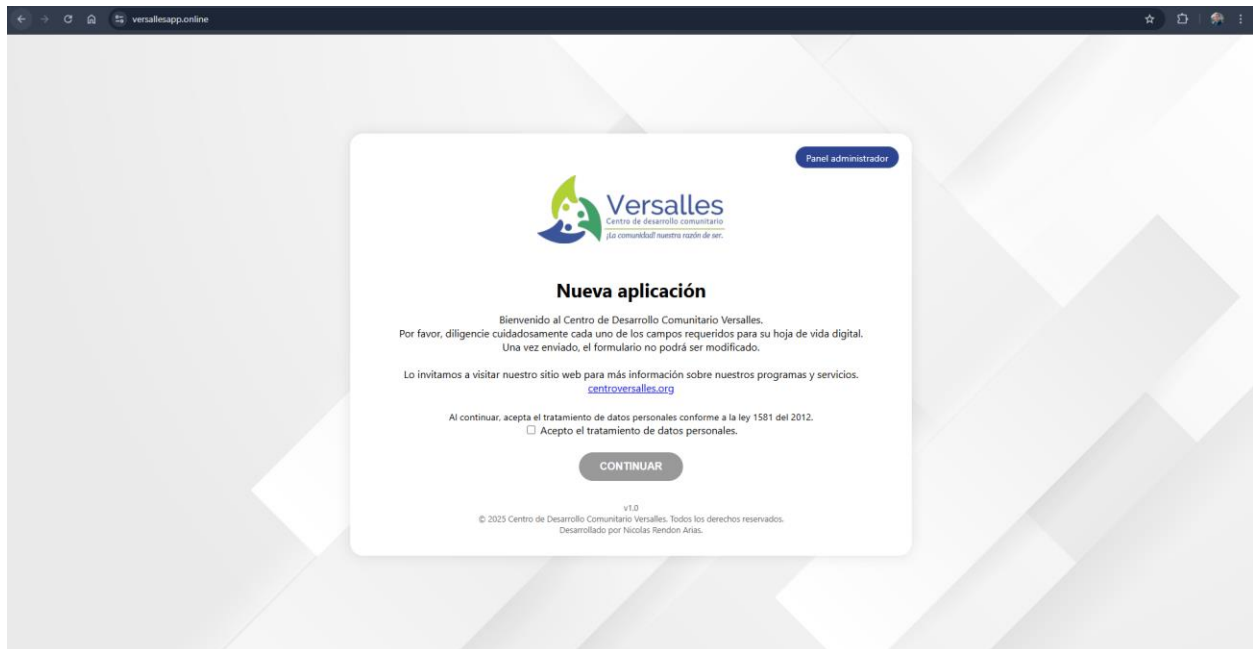 versallesapp.online
Panel administrador
Versalles
Centro de desarrollo comunitario
¡La comunidad! nuestra razón de ser.
Nueva aplicación
Bienvenido al Centro de Desarrollo Comunitario Versalles.
Por favor, diligencie cuidadosamente cada uno de los campos requeridos para su hoja de vida digital.
Una vez enviado, el formulario no podrá ser modificado.
Lo invitamos a visitar nuestro sitio web para más información sobre nuestros programas y servicios.
centroversalles.org
Al continuar, acepta el tratamiento de datos personales conforme a la ley 1581 del 2012.
Acepto el tratamiento de datos personales.
CONTINUAR
v1.0
© 2025 Centro de Desarrollo Comunitario Versalles. Todos los derechos reservados.
Desarrollado por Nicolas Rendon Arias.